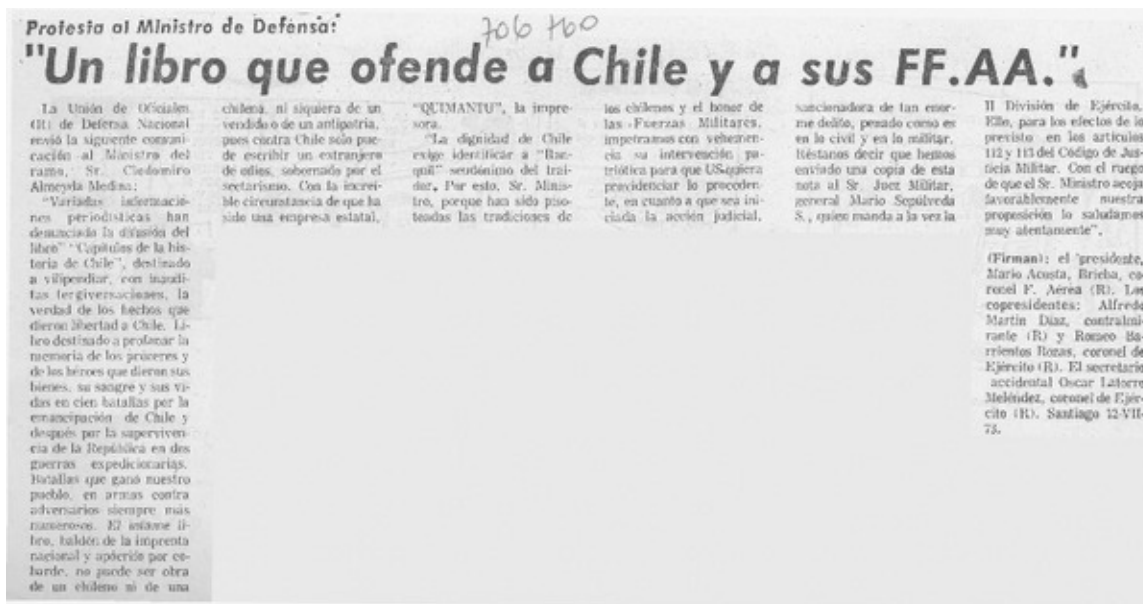 Protesta al Ministro de Defensa:
706 760
"Un libro que ofende a Chile y a sus FF.AA."
La Unión de Oficiales
(R) de Defensa Nacional
envió la siguiente comuni-
cación al Ministro del
ramo, Sr. Clodomiro
Almeyda Medina:
"Variadas informacio-
nes periodísticas han
denunciado la difusión del
libro" "Capítulos de la his-
toria de Chile", destinado
a vilipendiar, con inaudi-
tas tergiversaciones, la
verdad de los hechos que
dieron libertad a Chile. Li-
bro destinado a profanar la
memoria de los próceres y
de los héroes que dieron sus
bienes, su sangre y sus vi-
das en cien batallas por la
emancipación de Chile y
después por la superviven-
cia de la República en dos
guerras expedicionarias.
Batallas que ganó nuestro
pueblo, en armas contra
adversarios siempre más
numerosos. El infame li-
bro, baldón de la imprenta
nacional y apócrifo por co-
barde, no puede ser obra
de un chileno ni de una
chilena, ni siquiera de un
vendido o de un antipatria,
pues contra Chile solo pue-
de escribir un extranjero
de odios, sobornado por el
sectarismo. Con la increí-
ble circunstancia de que ha
sido una empresa estatal,
"QUIMANTU", la impre-
sora.
"La dignidad de Chile
exige identificar a "Ran-
quil" seudónimo del trai-
dor. Por esto, Sr. Minis-
tro, porque han sido piso-
teadas las tradiciones de
los chilenos y el honor de
las Fuerzas Militares,
impetramos con vehemen-
cia su intervención pa-
triótica para que US. quiera
providenciar lo proceden-
te, en cuanto a que sea ini-
ciada la acción judicial,
sancionadora de tan enor-
me delito, penado como es
en lo civil y en lo militar.
Réstanos decir que hemos
enviado una copia de esta
nota al Sr. Juez Militar,
general Mario Sepúlveda
S., quien manda a la vez la
II División de Ejército,
Ello, para los efectos de lo
previsto en los artículos
112 y 113 del Código de Jus-
ticia Militar. Con el ruego
de que el Sr. Ministro acoja
favorablemente nuestra
proposición lo saludamos
muy atentamente".
(Firman): el presidente,
Mario Acosta, Brieba, co-
ronel F. Aérea (R). Los
copresidentes: Alfredo
Martin Díaz, contralmi-
rante (R) y Romeo Ba-
rrientos Rozas, coronel de
Ejército (R). El secretario
accidental Oscar Latorre
Meléndez, coronel de Ejér-
cito (R). Santiago 12-VII-
73.